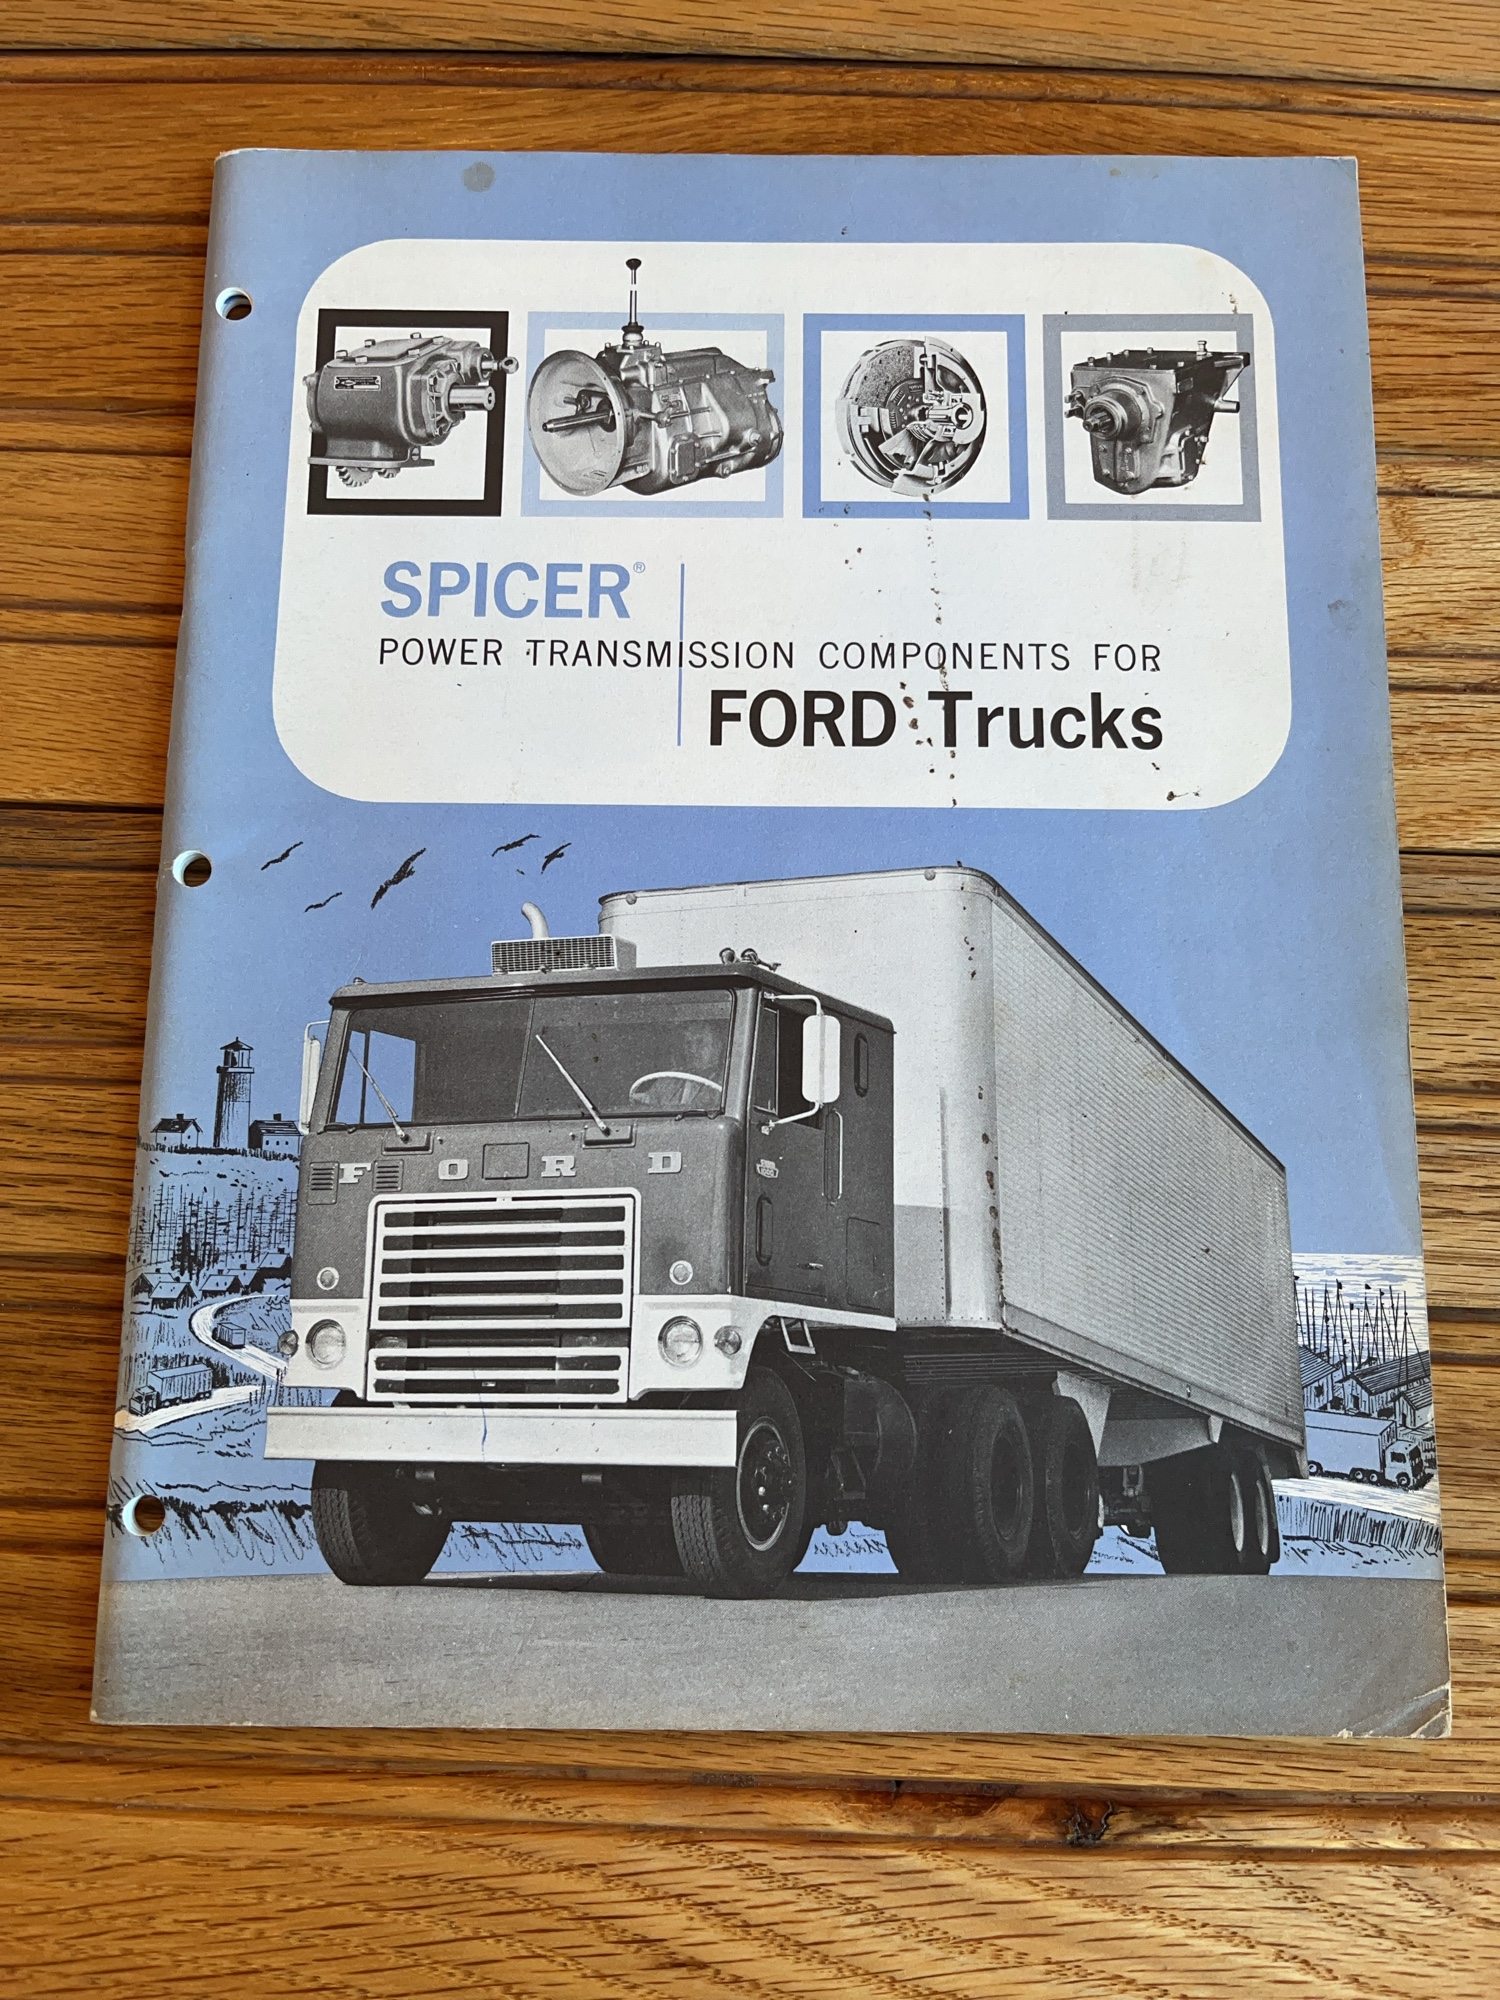 SPICER®
POWER TRANSMISSION COMPONENTS FOR
FORD Trucks
FORD